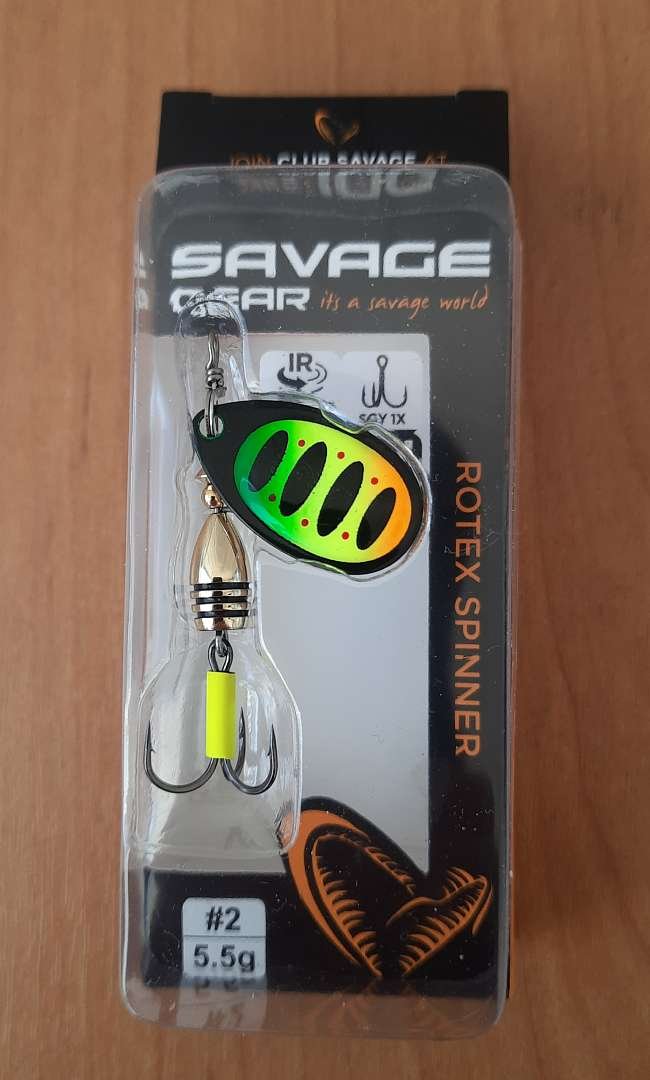 JOIN CLUB SAVAGE AT
SAVAGE
GEAR its a savage world
IR
SGY 1X
ROTEX SPINNER
#2
5.5g